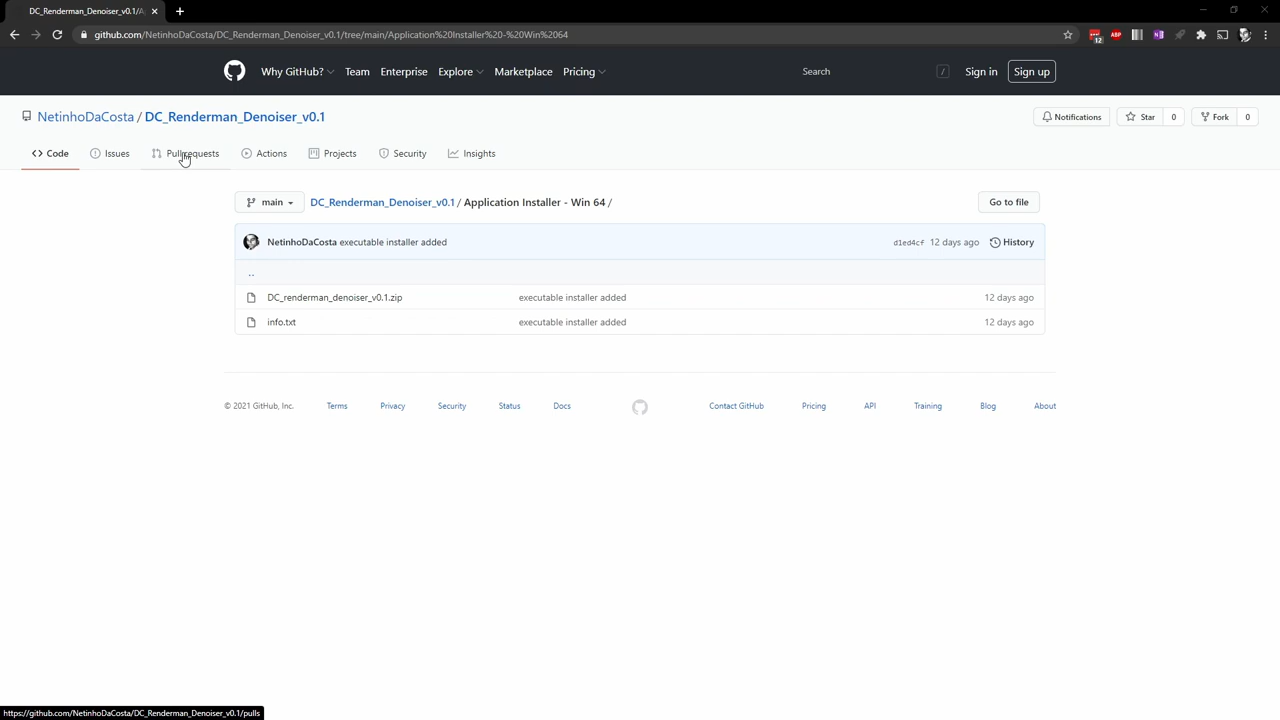 DC_Renderman_Denoiser_v0.1/A
github.com/NetinhoDaCosta/DC_Renderman_Denoiser_v0.1/tree/main/Application%20Installer%20-%20Win%2064
12
ABP
Why GitHub? Team Enterprise Explore Marketplace Pricing Search / Sign in Sign up
NetinhoDaCosta / DC_Renderman_Denoiser_v0.1 Notifications Star 0 Fork 0
Code Issues Pull requests Actions Projects Security Insights
main DC_Renderman_Denoiser_v0.1 / Application Installer - Win 64 / Go to file
NetinhoDaCosta executable installer added d1ed4cf 12 days ago History
..
DC_renderman_denoiser_v0.1.zip executable installer added 12 days ago
info.txt executable installer added 12 days ago
© 2021 GitHub, Inc. Terms Privacy Security Status Docs Contact GitHub Pricing API Training Blog About
https://github.com/NetinhoDaCosta/DC_Renderman_Denoiser_v0.1/pulls